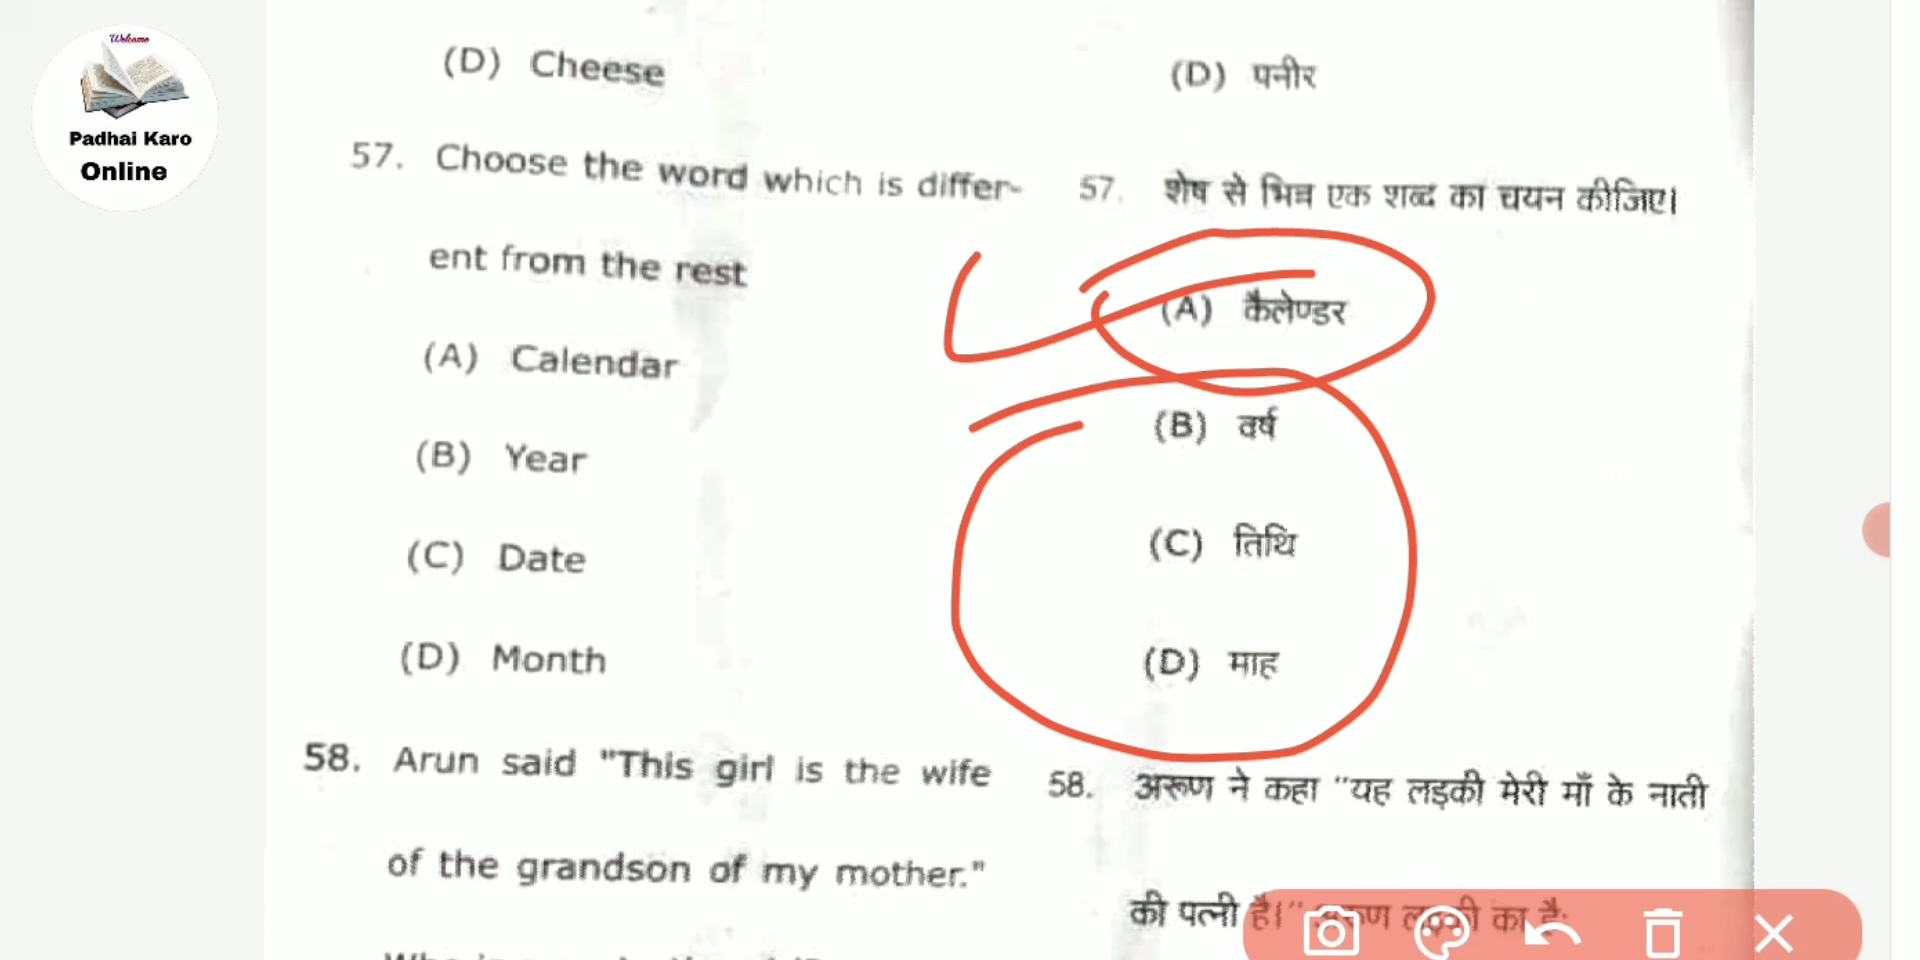 Welcome
Padhai Karo
Online
(D) Cheese
57. Choose the word which is differ-
ent from the rest
(A) Calendar
(B) Year
(C) Date
(D) Month
58. Arun said "This girl is the wife
of the grandson of my mother."
(D) पनीर
57. शेष से भिन्न एक शब्द का चयन कीजिए।
(A) कैलेण्डर
(B) वर्ष
(C) तिथि
(D) माह
58. अरूण ने कहा "यह लड़की मेरी माँ के नाती
की पत्नी है।" अरूण लड़की का है: